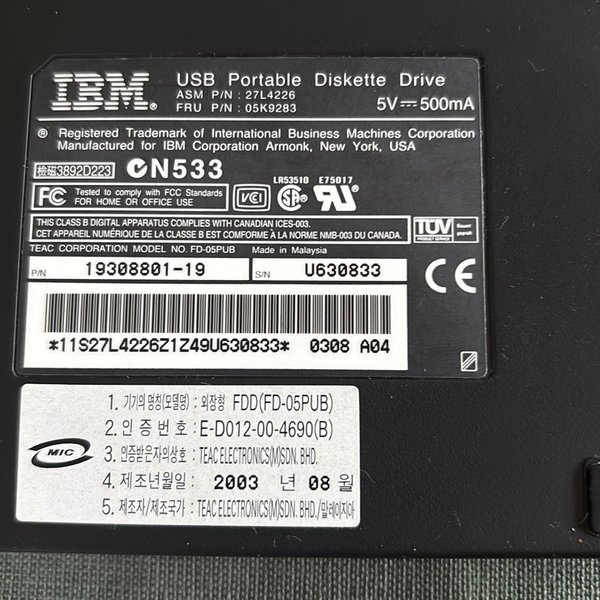 IBM®
USB Portable Diskette Drive
ASM P/N : 27L4226
FRU P/N : 05K9283
5V⎓500mA
® Registered Trademark of International Business Machines Corporation
Manufactured for IBM Corporation Armonk, New York, USA
檢磁3892D223
N533
FC Tested to comply with FCC Standards
FOR HOME OR OFFICE USE
VCI
LR53510
E75017
THIS CLASS B DIGITAL APPARATUS COMPLIES WITH CANADIAN ICES-003.
CET APPAREIL NUMÉRIQUE DE LA CLASSE B EST CONFORME À LA NORME NMB-003 DU CANADA.
TÜV
PRODUCT SERVICE
TEAC CORPORATION MODEL NO. FD-05PUB Made in Malaysia
P/N 19308801-19
S/N U630833
CE
*11S27L4226Z1Z49U630833* 0308 A04
MIC
1. 기기의 명칭(모델명) : 외장형 FDD(FD-05PUB)
2. 인 증 번 호 : E-D012-00-4690(B)
3. 인증받은자의상호 : TEAC ELECTRONICS(M)SDN. BHD.
4. 제조년월일 : 2003 년 08 월
5. 제조자/제조국가 : TEAC ELECTRONICS(M)SDN. BHD./말레이지아